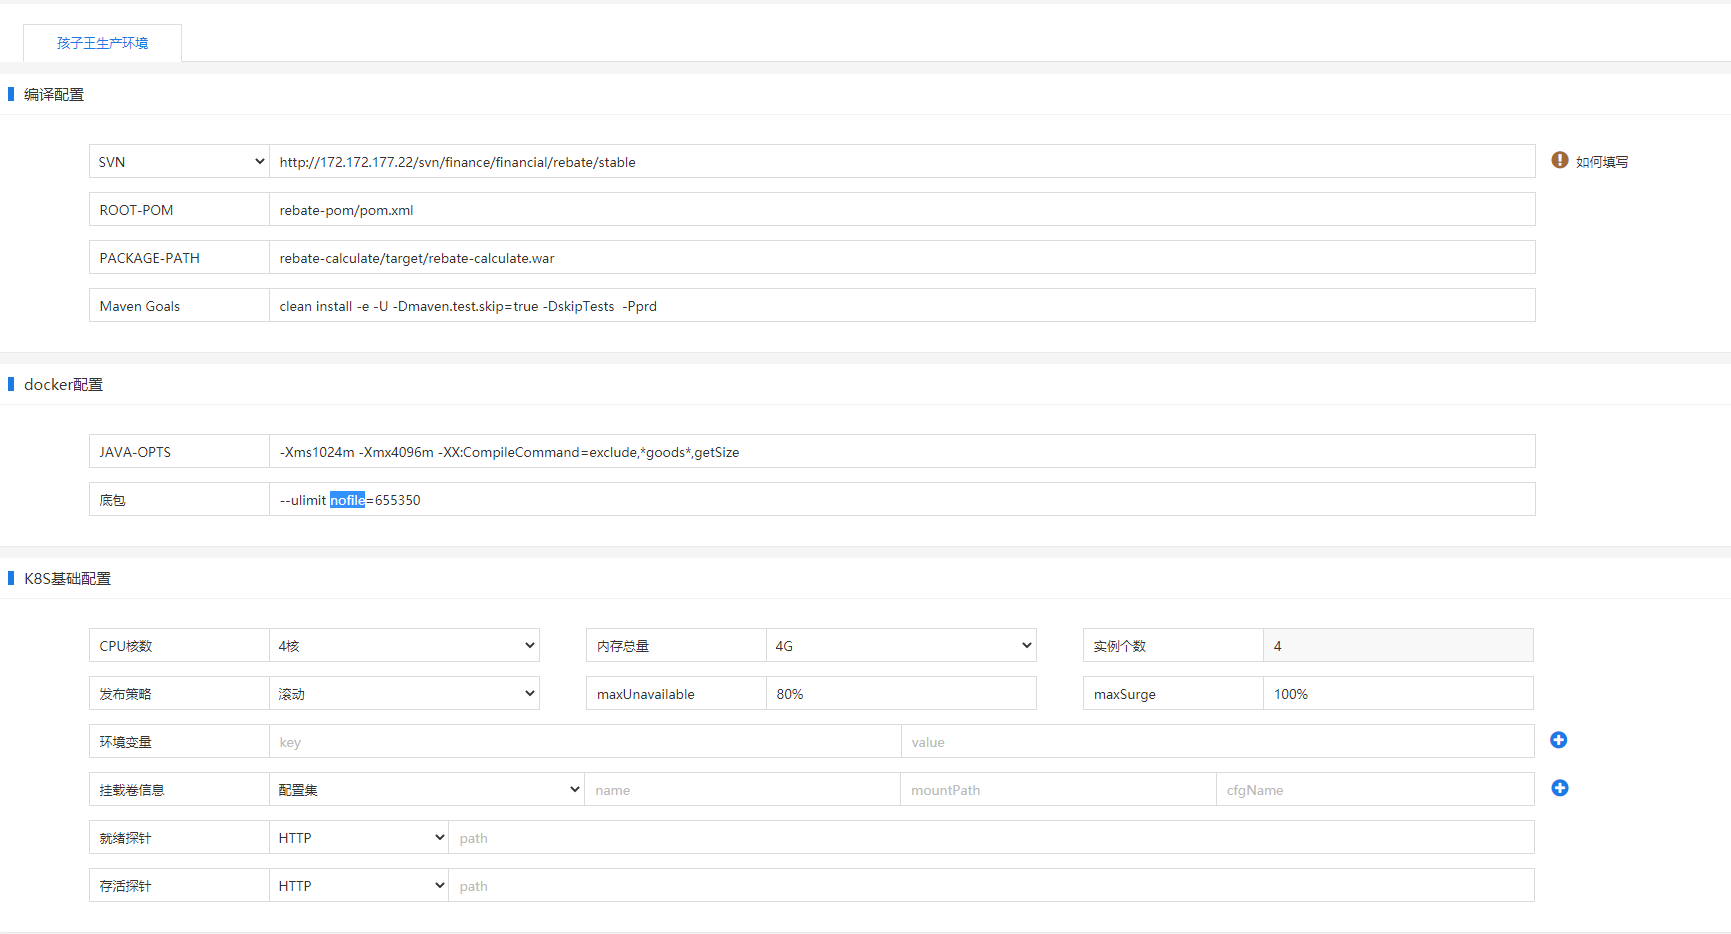 孩子王生产环境
编译配置
SVN http://172.172.177.22/svn/finance/financial/rebate/stable 如何填写
ROOT-POM rebate-pom/pom.xml
PACKAGE-PATH rebate-calculate/target/rebate-calculate.war
Maven Goals clean install -e -U -Dmaven.test.skip=true -DskipTests  -Pprd
docker配置
JAVA-OPTS -Xms1024m -Xmx4096m -XX:CompileCommand=exclude,*goods*,getSize
底包 --ulimit nofile=655350
K8S基础配置
CPU核数 4核 内存总量 4G 实例个数 4
发布策略 滚动 maxUnavailable 80% maxSurge 100%
环境变量 key value
挂载卷信息 配置集 name mountPath cfgName
就绪探针 HTTP path
存活探针 HTTP path